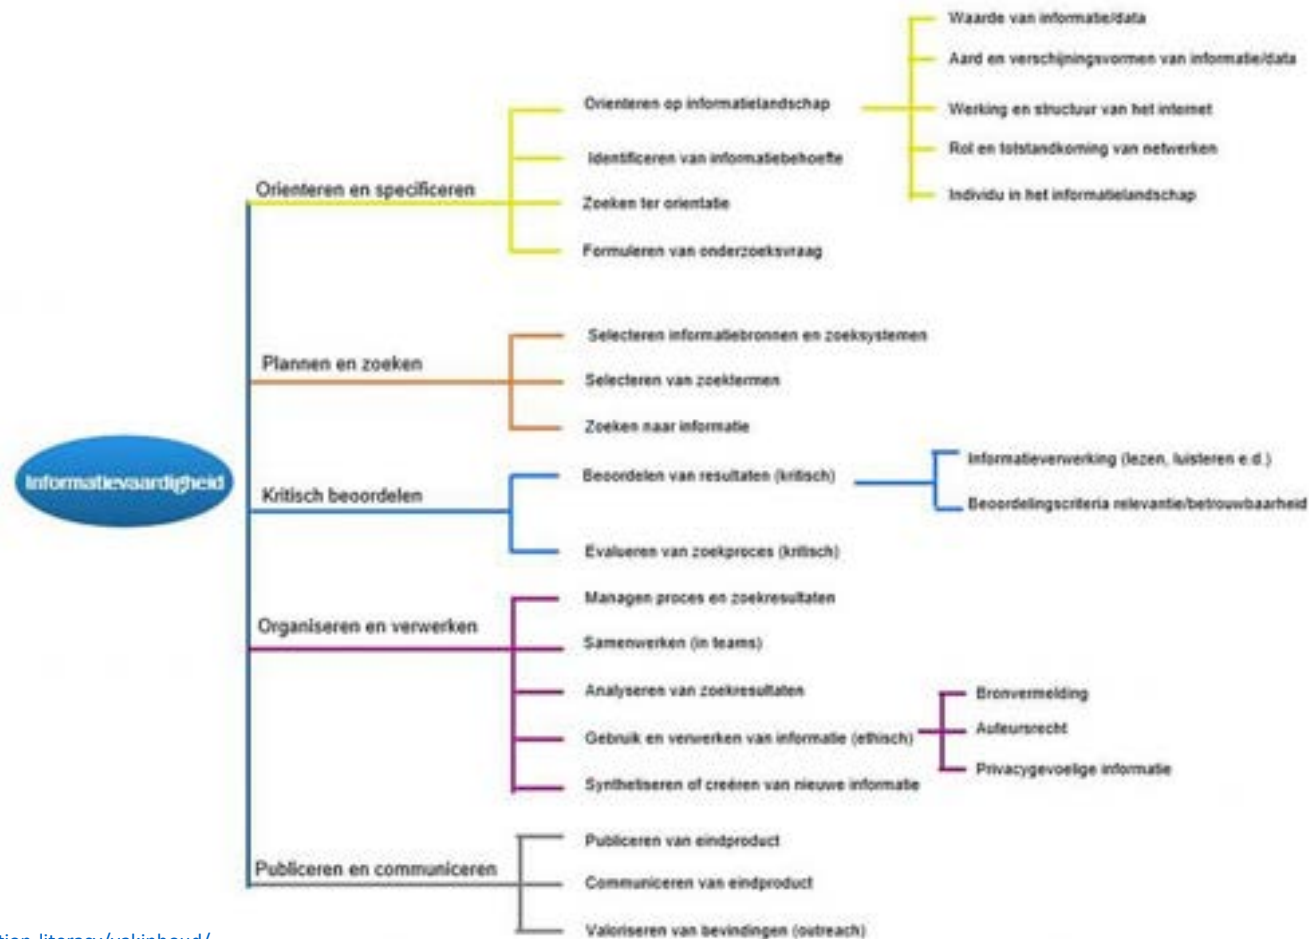 Informatievaardigheid
Orienteren en specificeren
Orienteren op informatielandschap
Waarde van informatie/data
Aard en verschijningsvormen van informatie/data
Werking en structuur van het internet
Rol en totstandkoming van netwerken
Individu in het informatielandschap
Identificeren van informatiebehoefte
Zoeken ter orientatie
Formuleren van onderzoeksvraag
Plannen en zoeken
Selecteren informatiebronnen en zoeksystemen
Selecteren van zoektermen
Zoeken naar informatie
Kritisch beoordelen
Beoordelen van resultaten (kritisch)
Informatieverwerking (lezen, luisteren e.d.)
Beoordelingscriteria relevantie/betrouwbaarheid
Evalueren van zoekproces (kritisch)
Organiseren en verwerken
Managen proces en zoekresultaten
Samenwerken (in teams)
Analyseren van zoekresultaten
Gebruik en verwerken van informatie (ethisch)
Bronvermelding
Auteursrecht
Privacygevoelige informatie
Synthetiseren of creëren van nieuwe informatie
Publiceren en communiceren
Publiceren van eindproduct
Communiceren van eindproduct
Valoriseren van bevindingen (outreach)